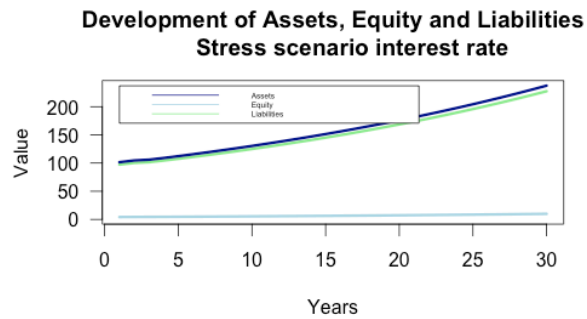 Development of Assets, Equity and Liabilities
Stress scenario interest rate
Assets
Equity
Liabilities
Value
200
150
100
50
0
0 5 10 15 20 25 30
Years